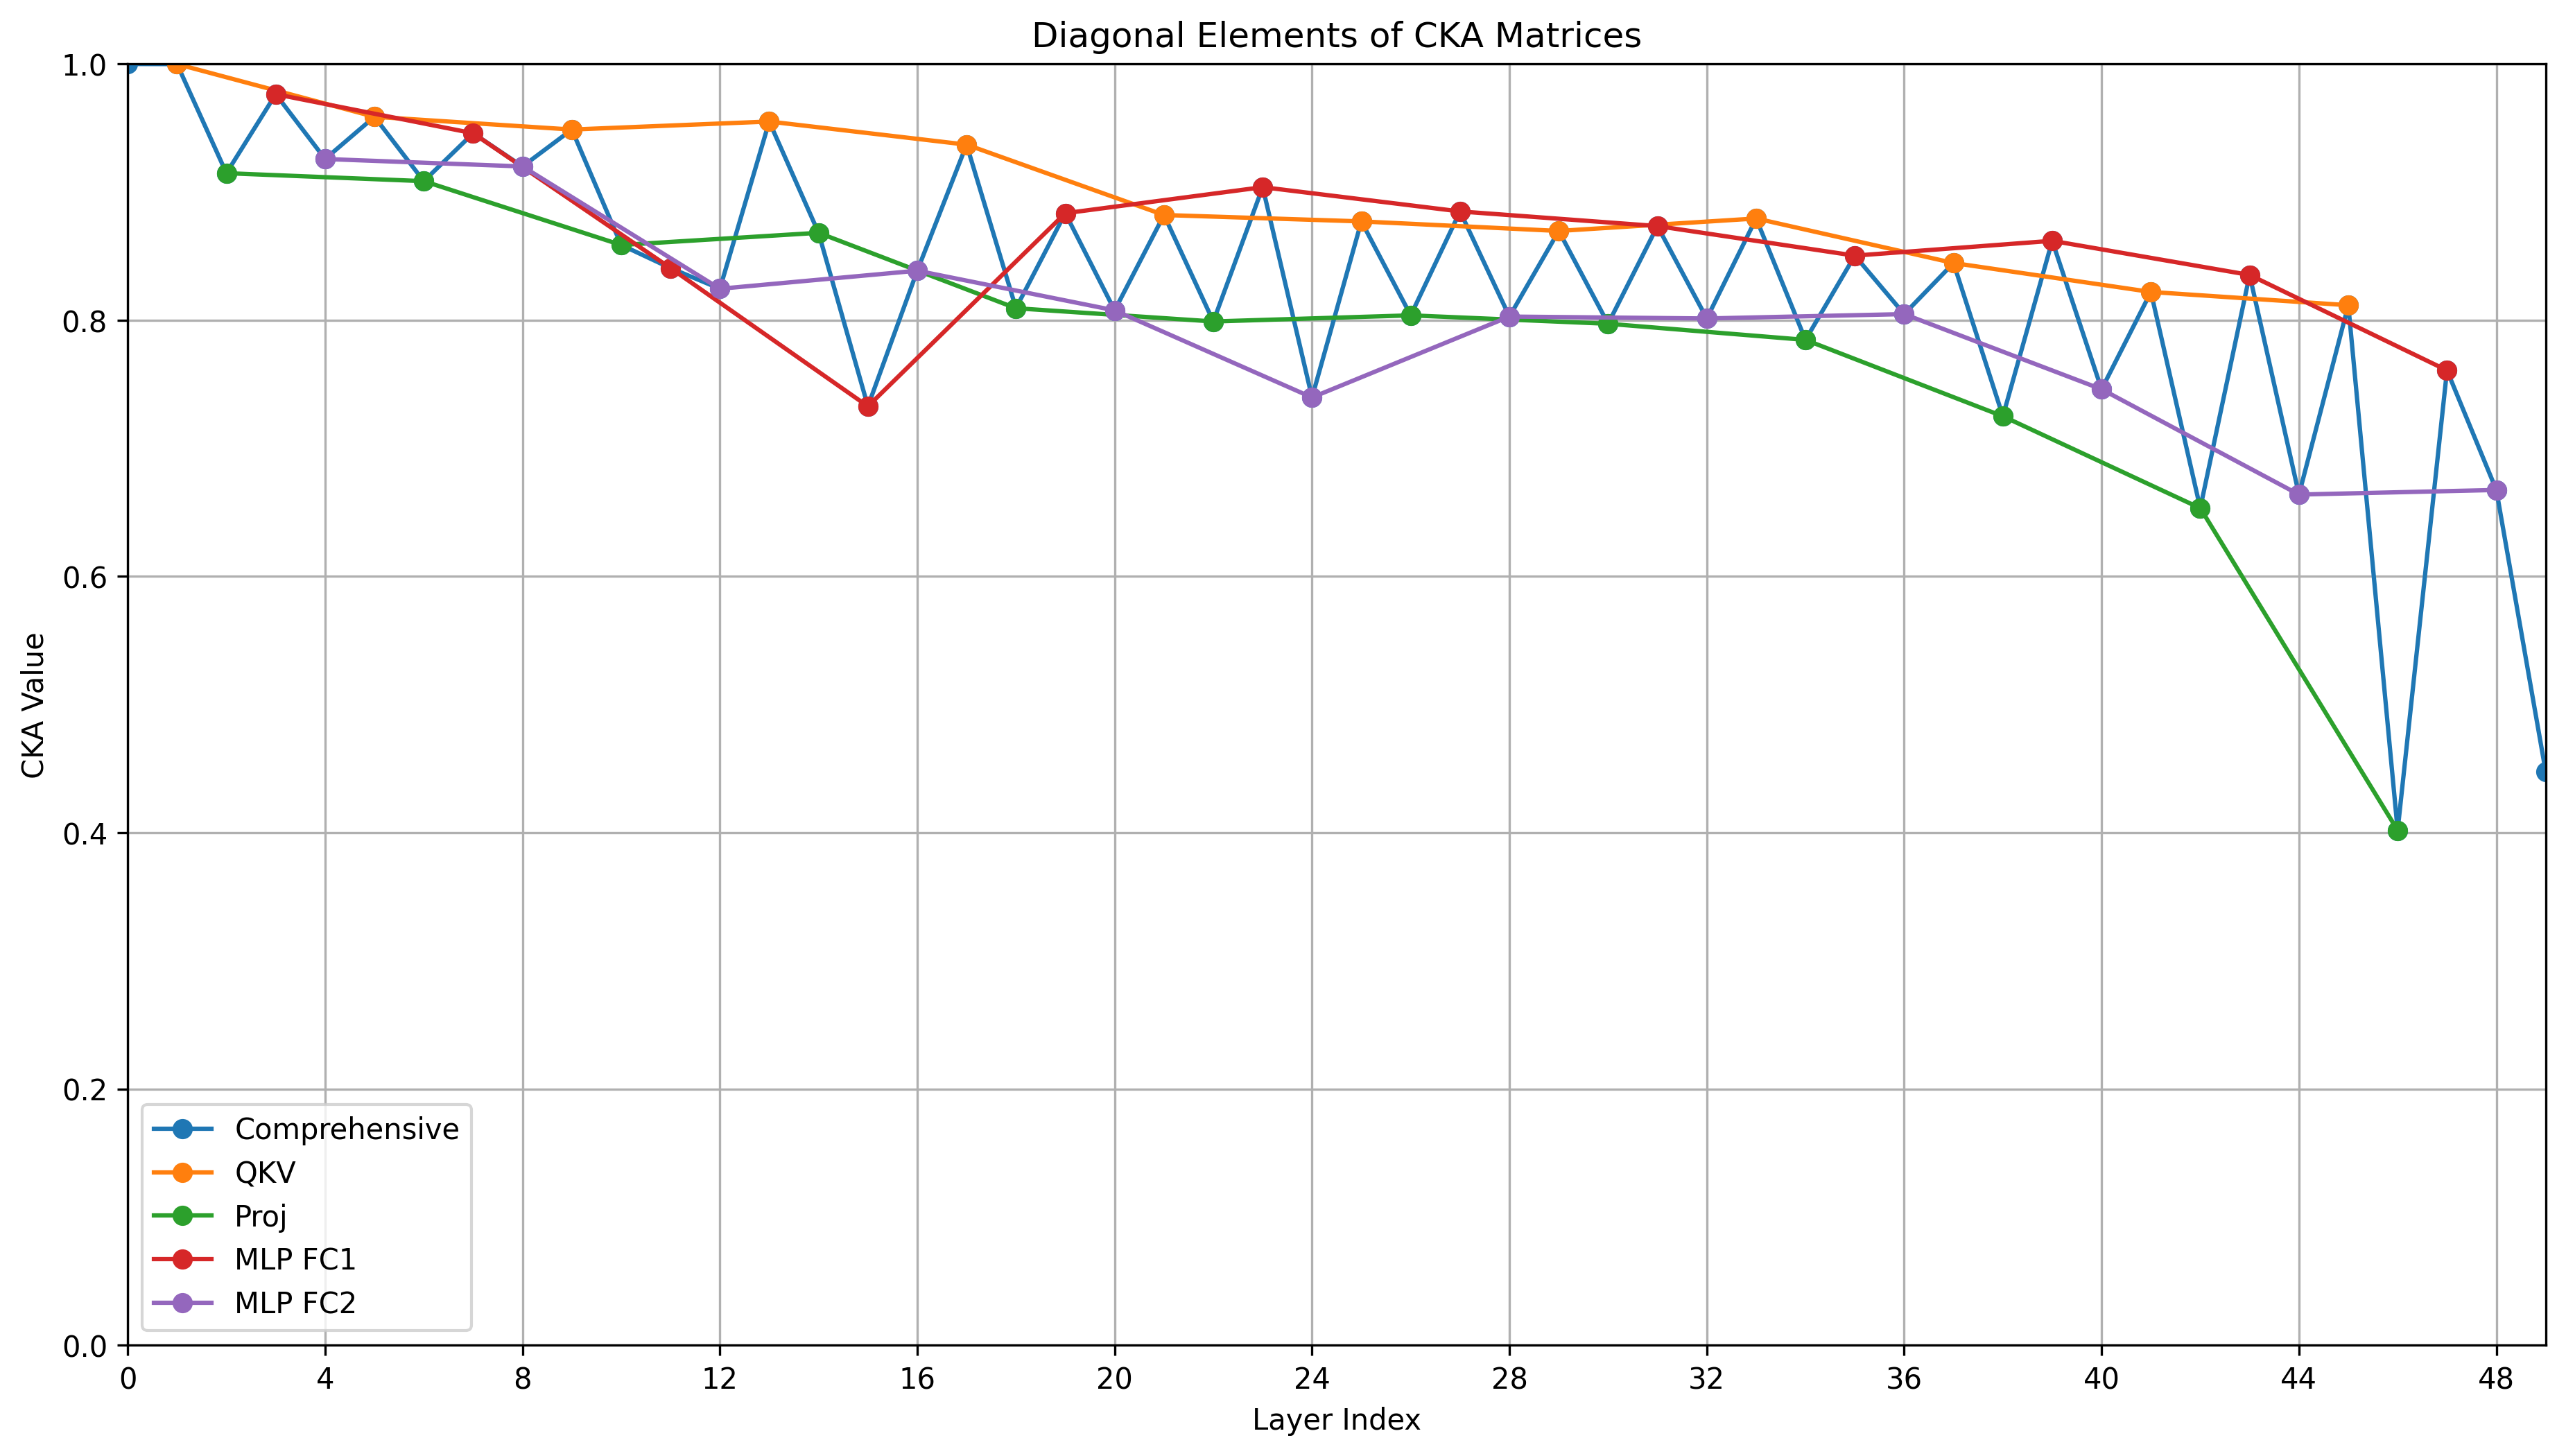 Diagonal Elements of CKA Matrices
1.0
0.8
0.6
0.4
0.2
0.0
CKA Value
Comprehensive
QKV
Proj
MLP FC1
MLP FC2
0 4 8 12 16 20 24 28 32 36 40 44 48
Layer Index